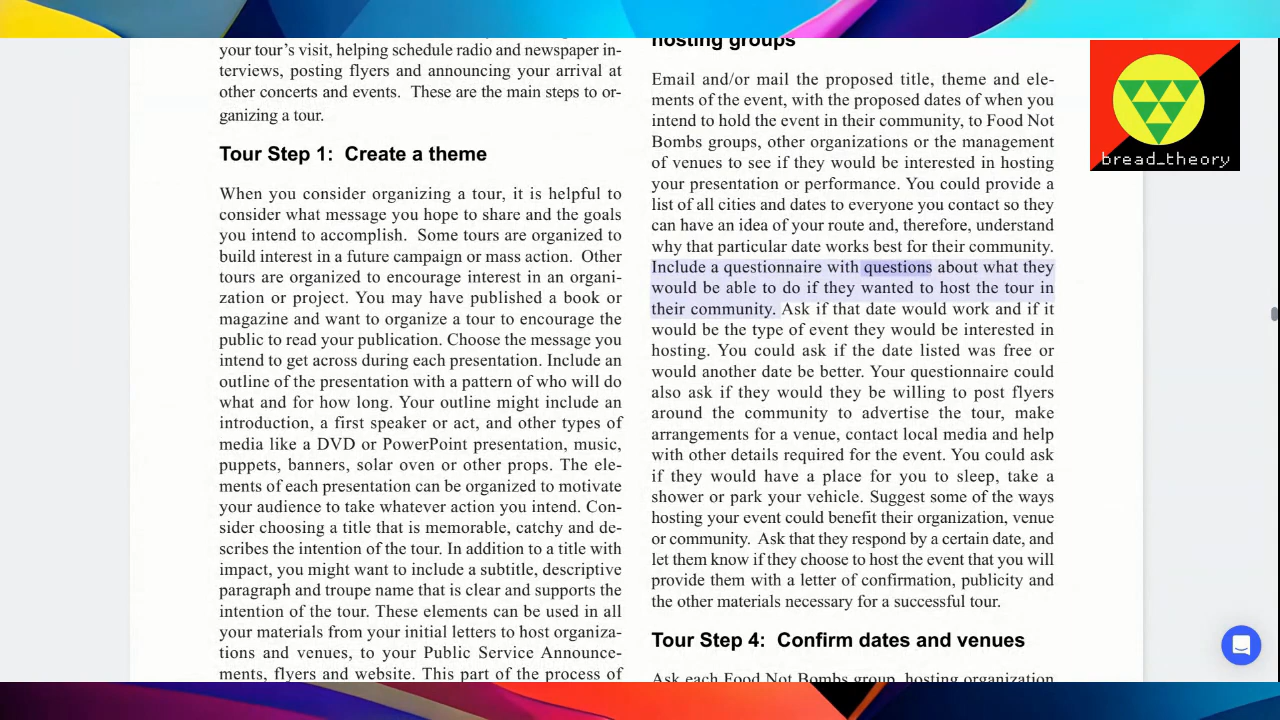 your tour's visit, helping schedule radio and newspaper in-
terviews, posting flyers and announcing your arrival at
other concerts and events.  These are the main steps to or-
ganizing a tour.
Tour Step 1:  Create a theme
When you consider organizing a tour, it is helpful to
consider what message you hope to share and the goals
you intend to accomplish.  Some tours are organized to
build interest in a future campaign or mass action.  Other
tours are organized to encourage interest in an organi-
zation or project. You may have published a book or
magazine and want to organize a tour to encourage the
public to read your publication. Choose the message you
intend to get across during each presentation. Include an
outline of the presentation with a pattern of who will do
what and for how long. Your outline might include an
introduction, a first speaker or act, and other types of
media like a DVD or PowerPoint presentation, music,
puppets, banners, solar oven or other props. The ele-
ments of each presentation can be organized to motivate
your audience to take whatever action you intend. Con-
sider choosing a title that is memorable, catchy and de-
scribes the intention of the tour. In addition to a title with
impact, you might want to include a subtitle, descriptive
paragraph and troupe name that is clear and supports the
intention of the tour. These elements can be used in all
your materials from your initial letters to host organiza-
tions and venues, to your Public Service Announce-
ments, flyers and website. This part of the process of
hosting groups
Email and/or mail the proposed title, theme and ele-
ments of the event, with the proposed dates of when you
intend to hold the event in their community, to Food Not
Bombs groups, other organizations or the management
of venues to see if they would be interested in hosting
your presentation or performance. You could provide a
list of all cities and dates to everyone you contact so they
can have an idea of your route and, therefore, understand
why that particular date works best for their community.
Include a questionnaire with questions about what they
would be able to do if they wanted to host the tour in
their community. Ask if that date would work and if it
would be the type of event they would be interested in
hosting. You could ask if the date listed was free or
would another date be better. Your questionnaire could
also ask if they would they be willing to post flyers
around the community to advertise the tour, make
arrangements for a venue, contact local media and help
with other details required for the event. You could ask
if they would have a place for you to sleep, take a
shower or park your vehicle. Suggest some of the ways
hosting your event could benefit their organization, venue
or community.  Ask that they respond by a certain date, and
let them know if they choose to host the event that you will
provide them with a letter of confirmation, publicity and
the other materials necessary for a successful tour.
Tour Step 4:  Confirm dates and venues
Ask each Food Not Bombs group, hosting organization
bread_theory